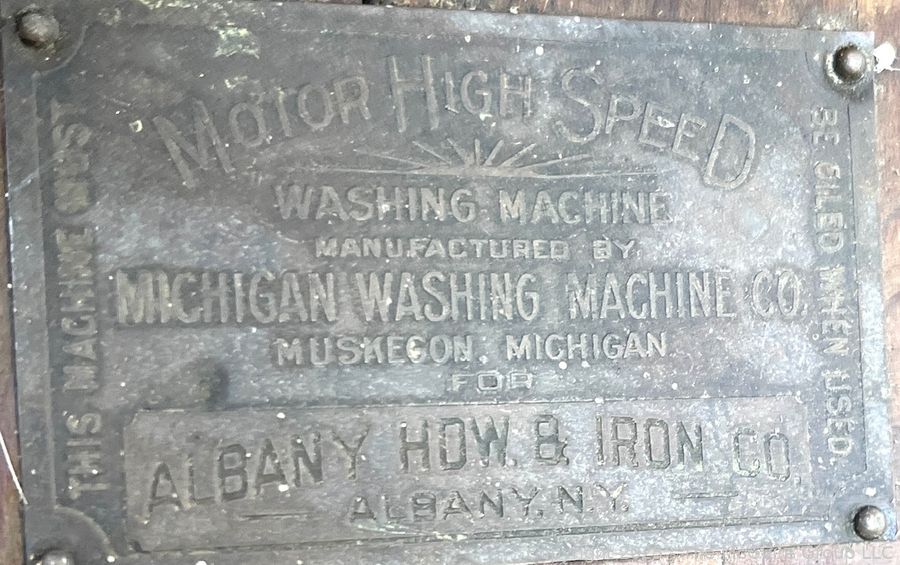 MOTOR HIGH SPEED
WASHING MACHINE
MANUFACTURED BY
MICHIGAN WASHING MACHINE CO.
MUSKEGON, MICHIGAN.
FOR
ALBANY HDW. & IRON CO.
ALBANY, N.Y.
THIS MACHINE MUST
BE OILED WHEN USED.
LLC